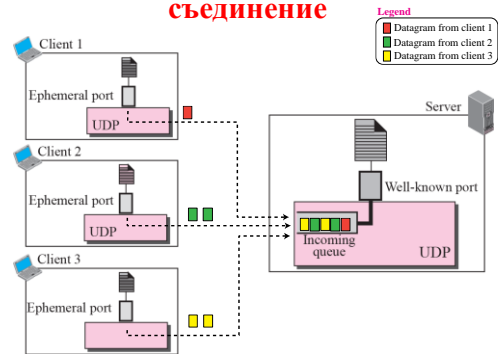 съединение
Legend
Datagram from client 1
Datagram from client 2
Datagram from client 3
Client 1
Ephemeral port
UDP
Client 2
Ephemeral port
UDP
Client 3
Ephemeral port
Server
Well-known port
Incoming
queue
UDP